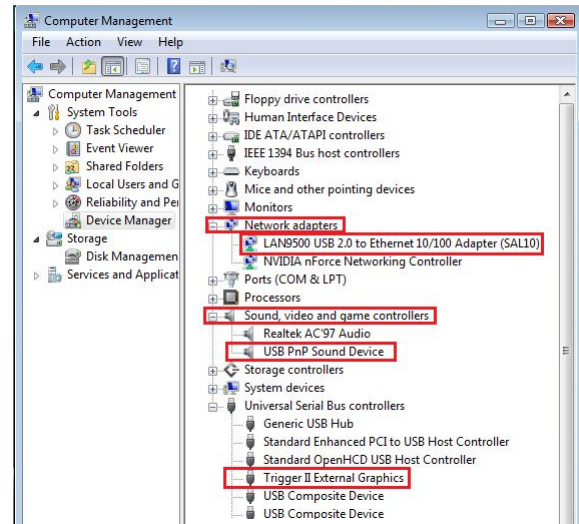 Computer Management
File Action View Help
Computer Management
System Tools
Task Scheduler
Event Viewer
Shared Folders
Local Users and G
Reliability and Per
Device Manager
Storage
Disk Managemen
Services and Applicat
Floppy drive controllers
Human Interface Devices
IDE ATA/ATAPI controllers
IEEE 1394 Bus host controllers
Keyboards
Mice and other pointing devices
Monitors
Network adapters
LAN9500 USB 2.0 to Ethernet 10/100 Adapter (SAL10)
NVIDIA nForce Networking Controller
Ports (COM & LPT)
Processors
Sound, video and game controllers
Realtek AC'97 Audio
USB PnP Sound Device
Storage controllers
System devices
Universal Serial Bus controllers
Generic USB Hub
Standard Enhanced PCI to USB Host Controller
Standard OpenHCD USB Host Controller
Trigger II External Graphics
USB Composite Device
USB Composite Device